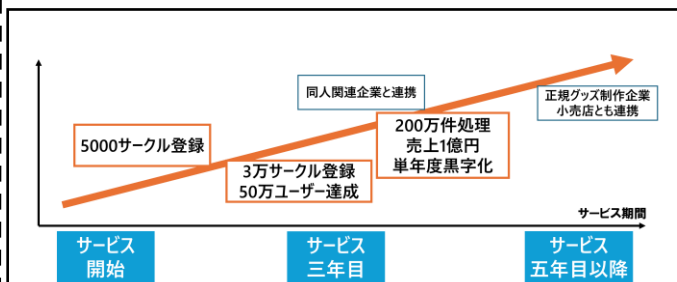 同人関連企業と連携
正規グッズ制作企業
小売店とも連携
5000サークル登録
200万件処理
売上1億円
単年度黒字化
3万サークル登録
50万ユーザー達成
サービス期間
サービス
開始
サービス
三年目
サービス
五年目以降